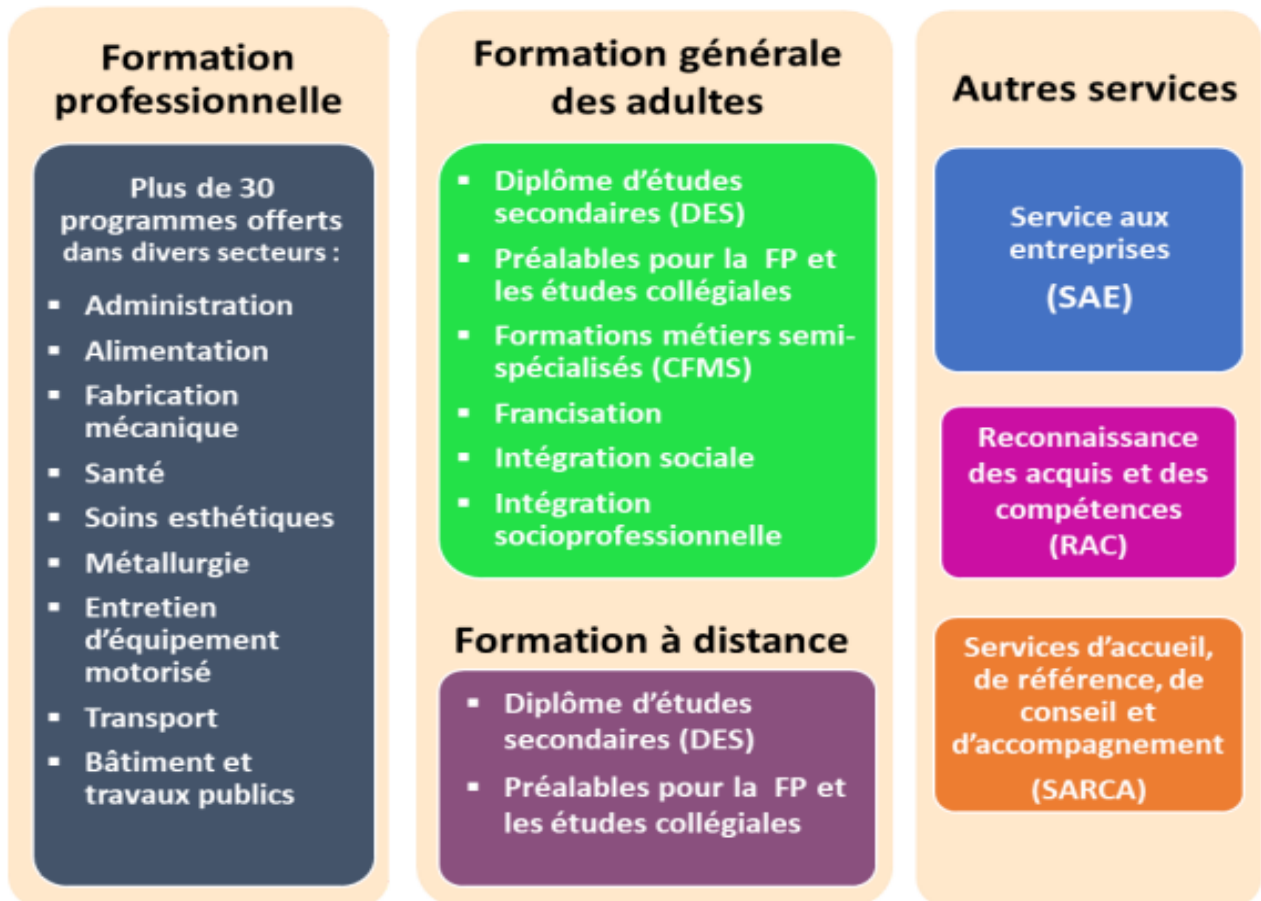 Formation
professionnelle
Plus de 30
programmes offerts
dans divers secteurs :
▪ Administration
▪ Alimentation
▪ Fabrication
mécanique
▪ Santé
▪ Soins esthétiques
▪ Métallurgie
▪ Entretien
d’équipement
motorisé
▪ Transport
▪ Bâtiment et
travaux publics
Formation générale
des adultes
▪ Diplôme d’études
secondaires (DES)
▪ Préalables pour la FP et
les études collégiales
▪ Formations métiers semi-
spécialisés (CFMS)
▪ Francisation
▪ Intégration sociale
▪ Intégration
socioprofessionnelle
Formation à distance
▪ Diplôme d’études
secondaires (DES)
▪ Préalables pour la FP et
les études collégiales
Autres services
Service aux
entreprises
(SAE)
Reconnaissance
des acquis et des
compétences
(RAC)
Services d’accueil,
de référence, de
conseil et
d’accompagnement
(SARCA)